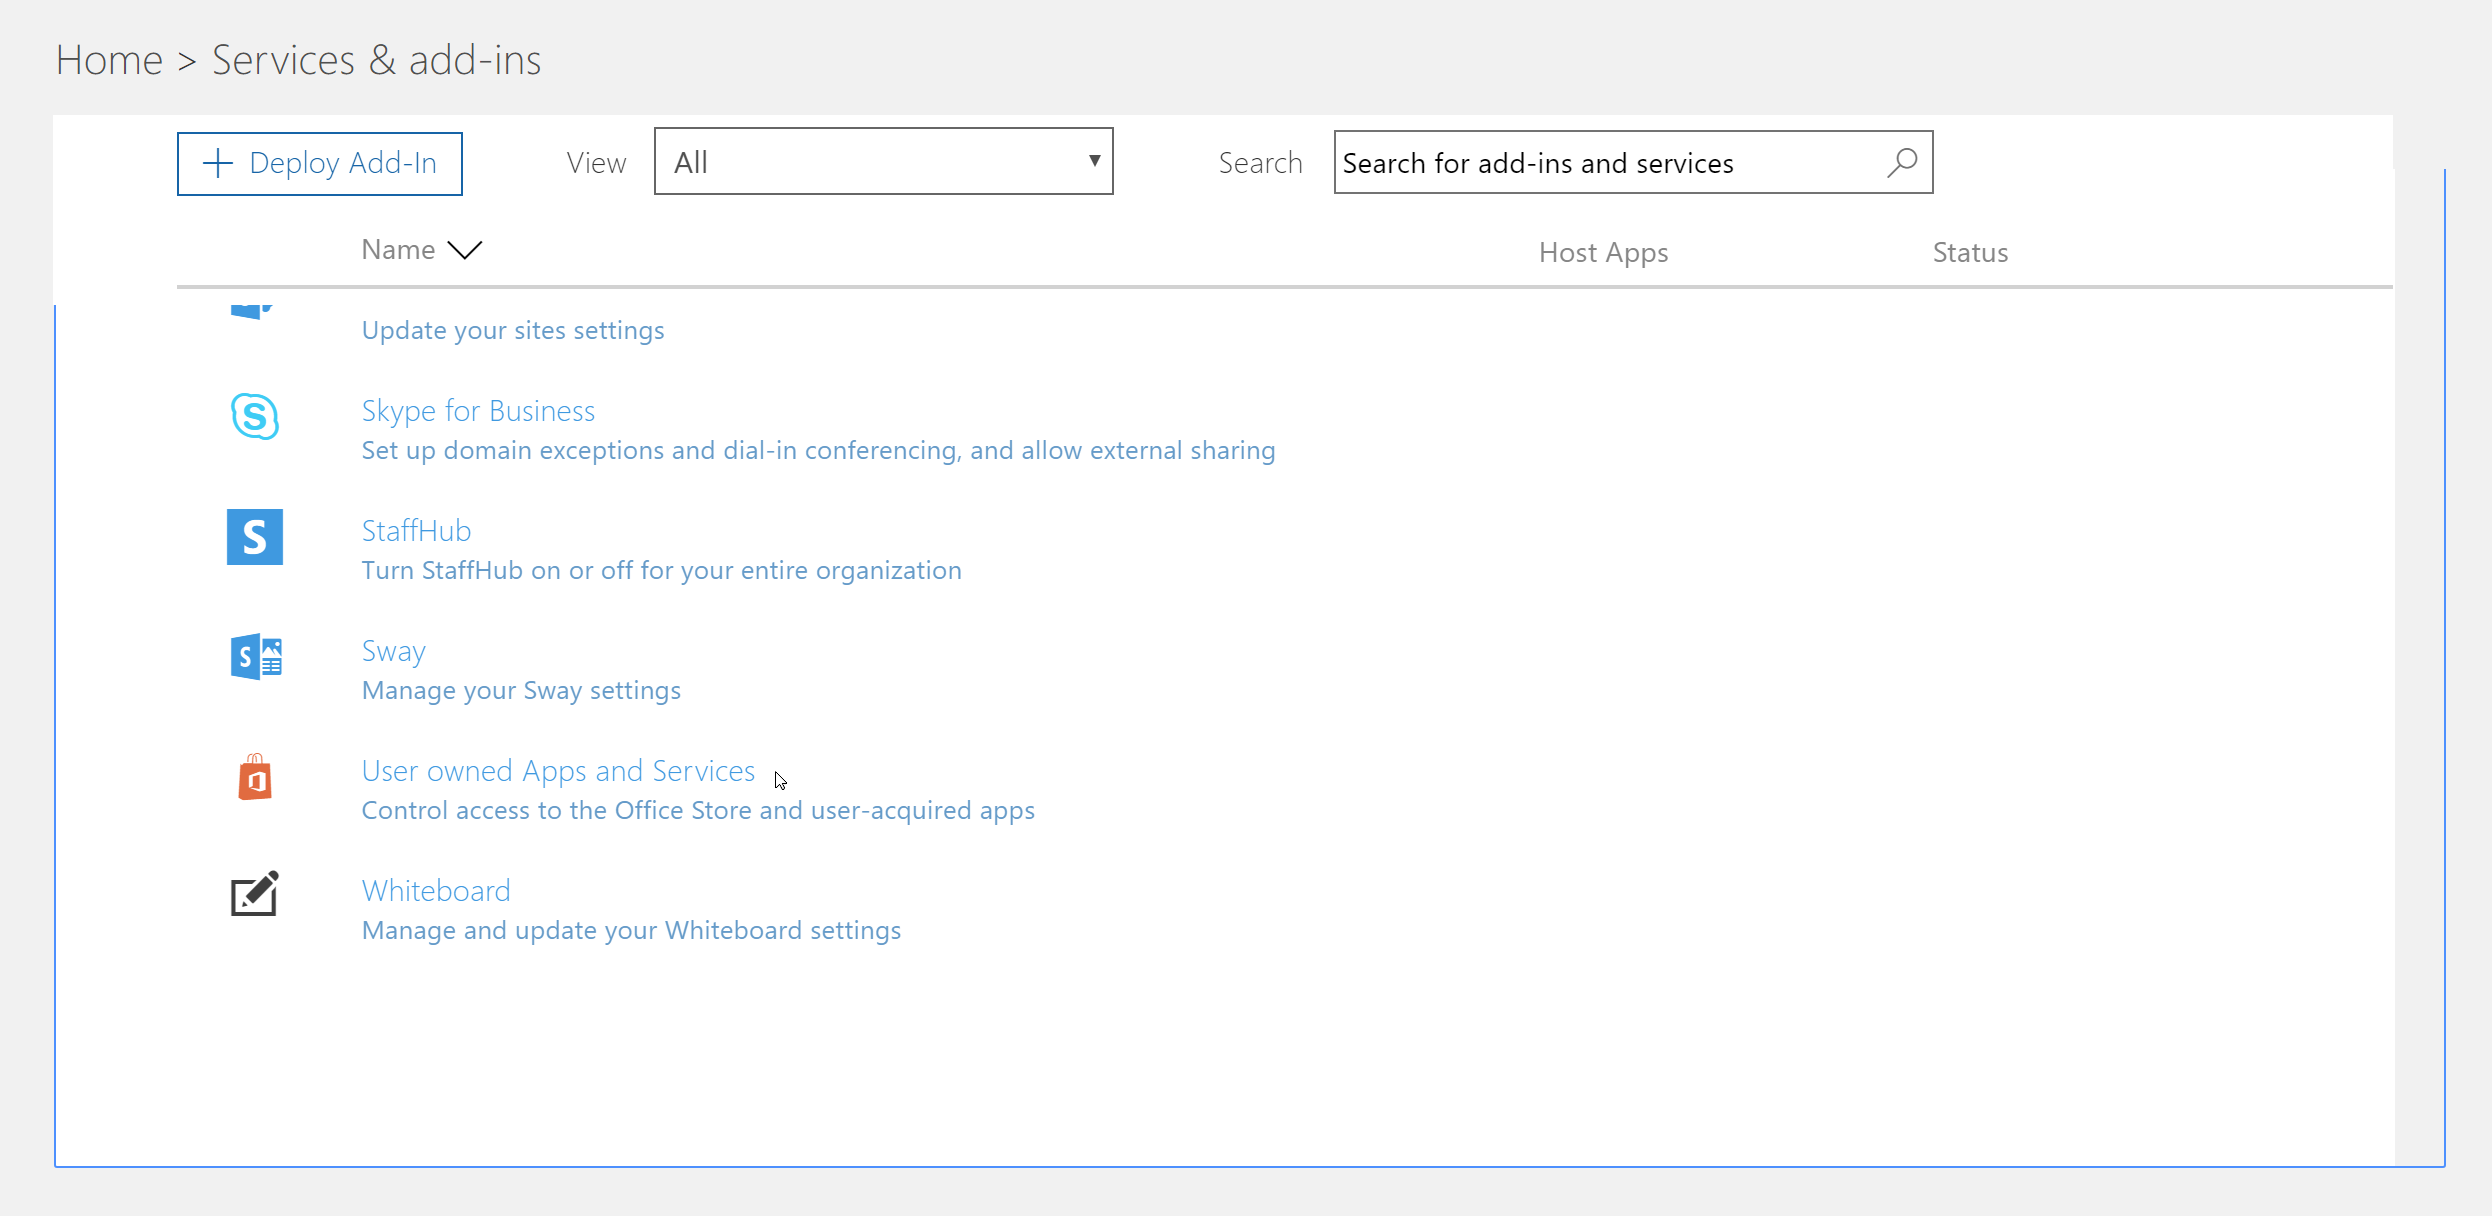 Home > Services & add-ins
Deploy Add-In
View
All
Search
Search for add-ins and services
Name
Host Apps
Status
Update your sites settings
S
Skype for Business
Set up domain exceptions and dial-in conferencing, and allow external sharing
S
StaffHub
Turn StaffHub on or off for your entire organization
S
Sway
Manage your Sway settings
User owned Apps and Services
Control access to the Office Store and user-acquired apps
Whiteboard
Manage and update your Whiteboard settings